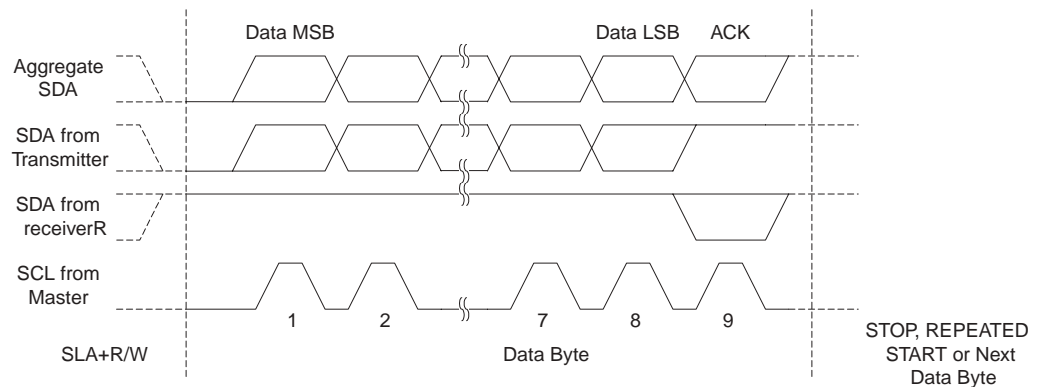 Data MSB
Data LSB
ACK
Aggregate
SDA
SDA from
Transmitter
SDA from
receiverR
SCL from
Master
1
2
7
8
9
SLA+R/W
Data Byte
STOP, REPEATED
START or Next
Data Byte